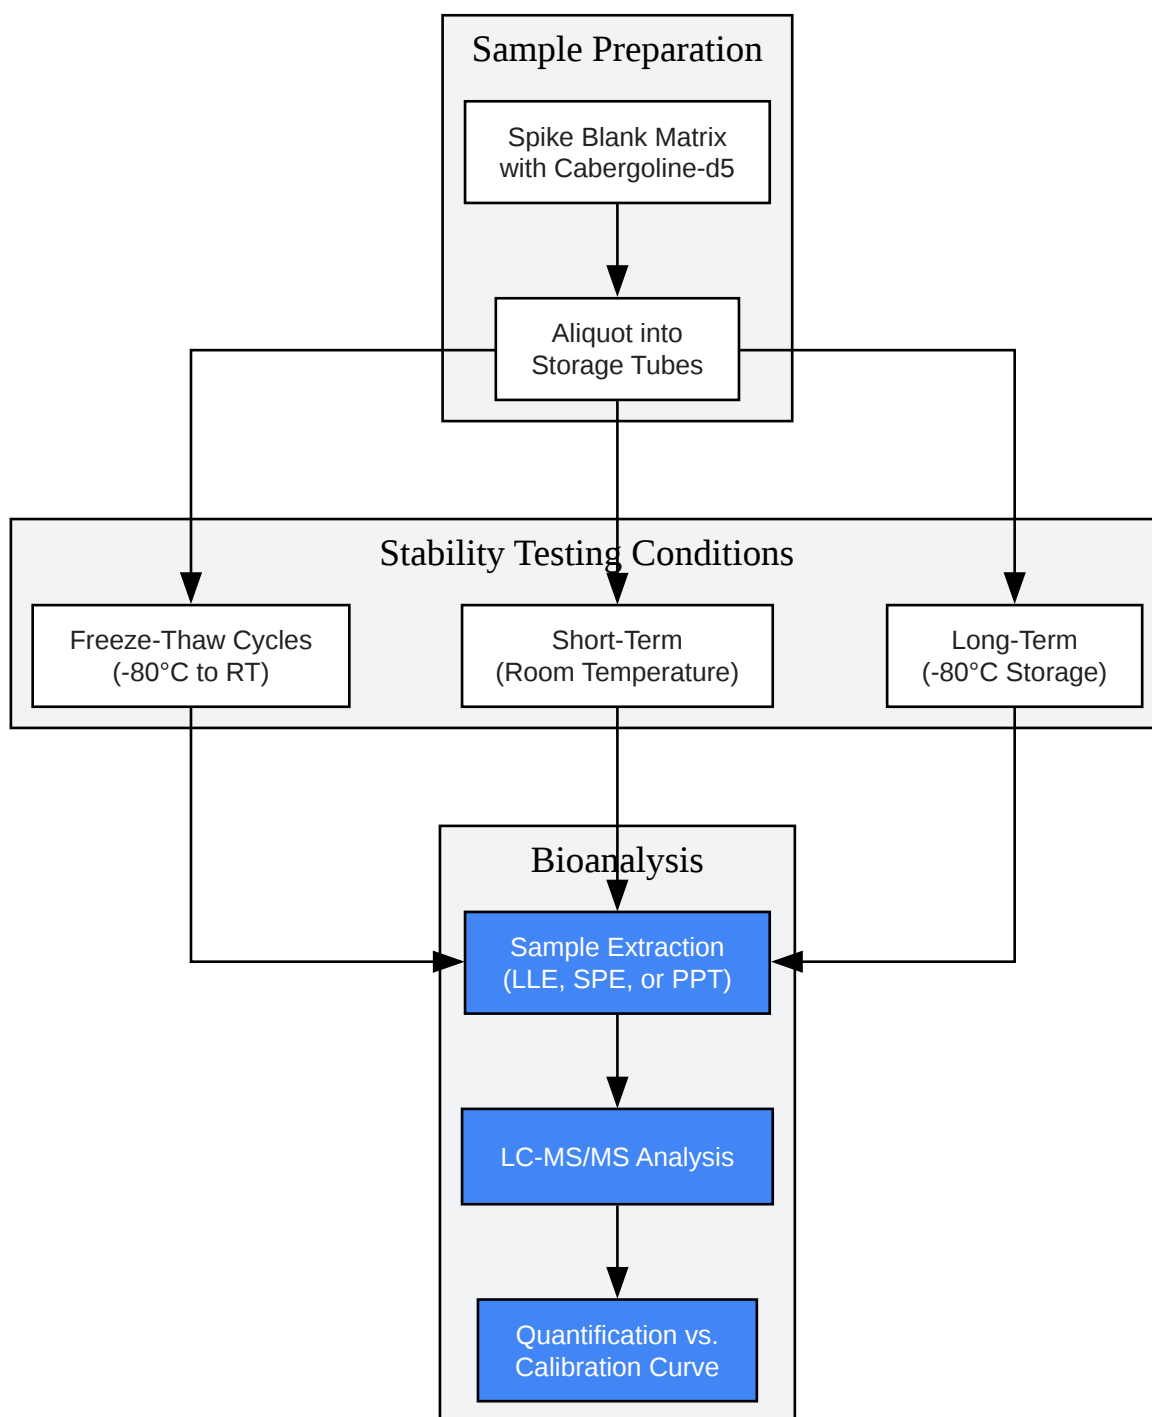 Sample Preparation
Spike Blank Matrix
with Cabergoline-d5
Aliquot into
Storage Tubes
Stability Testing Conditions
Freeze-Thaw Cycles
(-80°C to RT)
Short-Term
(Room Temperature)
Long-Term
(-80°C Storage)
Bioanalysis
Sample Extraction
(LLE, SPE, or PPT)
LC-MS/MS Analysis
Quantification vs.
Calibration Curve